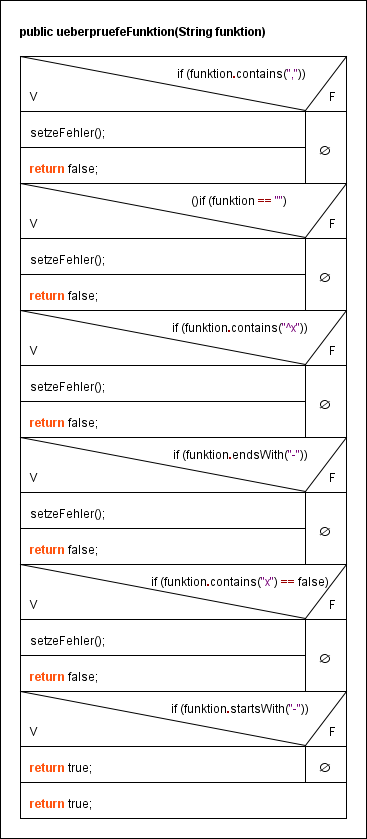 public ueberpruefeFunktion(String funktion)
if (funktion.contains(","))
V F
setzeFehler();
∅
return false;
()if (funktion == "")
V F
setzeFehler();
∅
return false;
if (funktion.contains("^x"))
V F
setzeFehler();
∅
return false;
if (funktion.endsWith("-"))
V F
setzeFehler();
∅
return false;
if (funktion.contains("x") == false)
V F
setzeFehler();
∅
return false;
if (funktion.startsWith("-"))
V F
return true; ∅
return true;